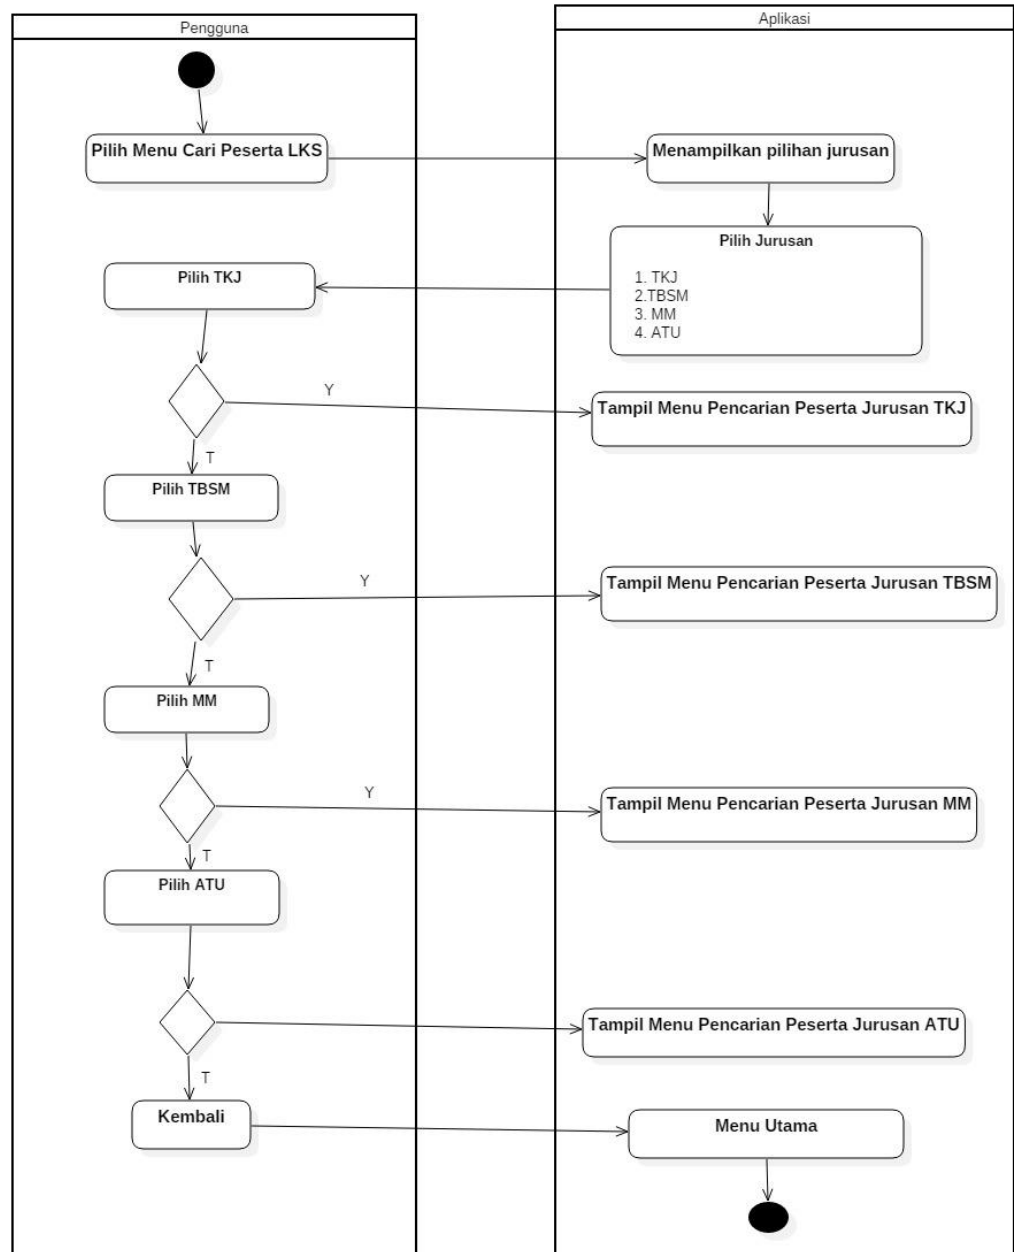 Pengguna
Aplikasi
Pilih Menu Cari Peserta LKS
Menampilkan pilihan jurusan
Pilih Jurusan
1. TKJ
2.TBSM
3. MM
4. ATU
Pilih TKJ
Y
Tampil Menu Pencarian Peserta Jurusan TKJ
T
Pilih TBSM
Y
Tampil Menu Pencarian Peserta Jurusan TBSM
T
Pilih MM
Y
Tampil Menu Pencarian Peserta Jurusan MM
T
Pilih ATU
Tampil Menu Pencarian Peserta Jurusan ATU
T
Kembali
Menu Utama